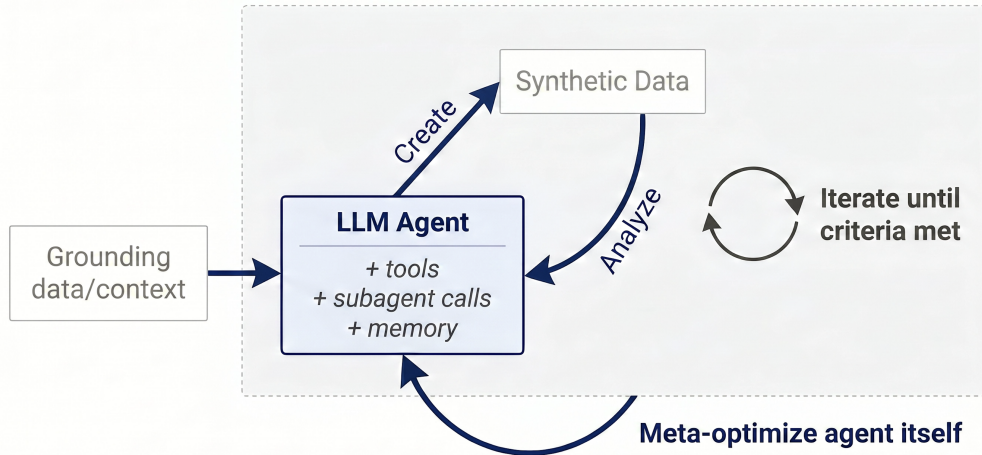 Synthetic Data
Create
Analyze
LLM Agent
+ tools
+ subagent calls
+ memory
Grounding
data/context
Iterate until
criteria met
Meta-optimize agent itself